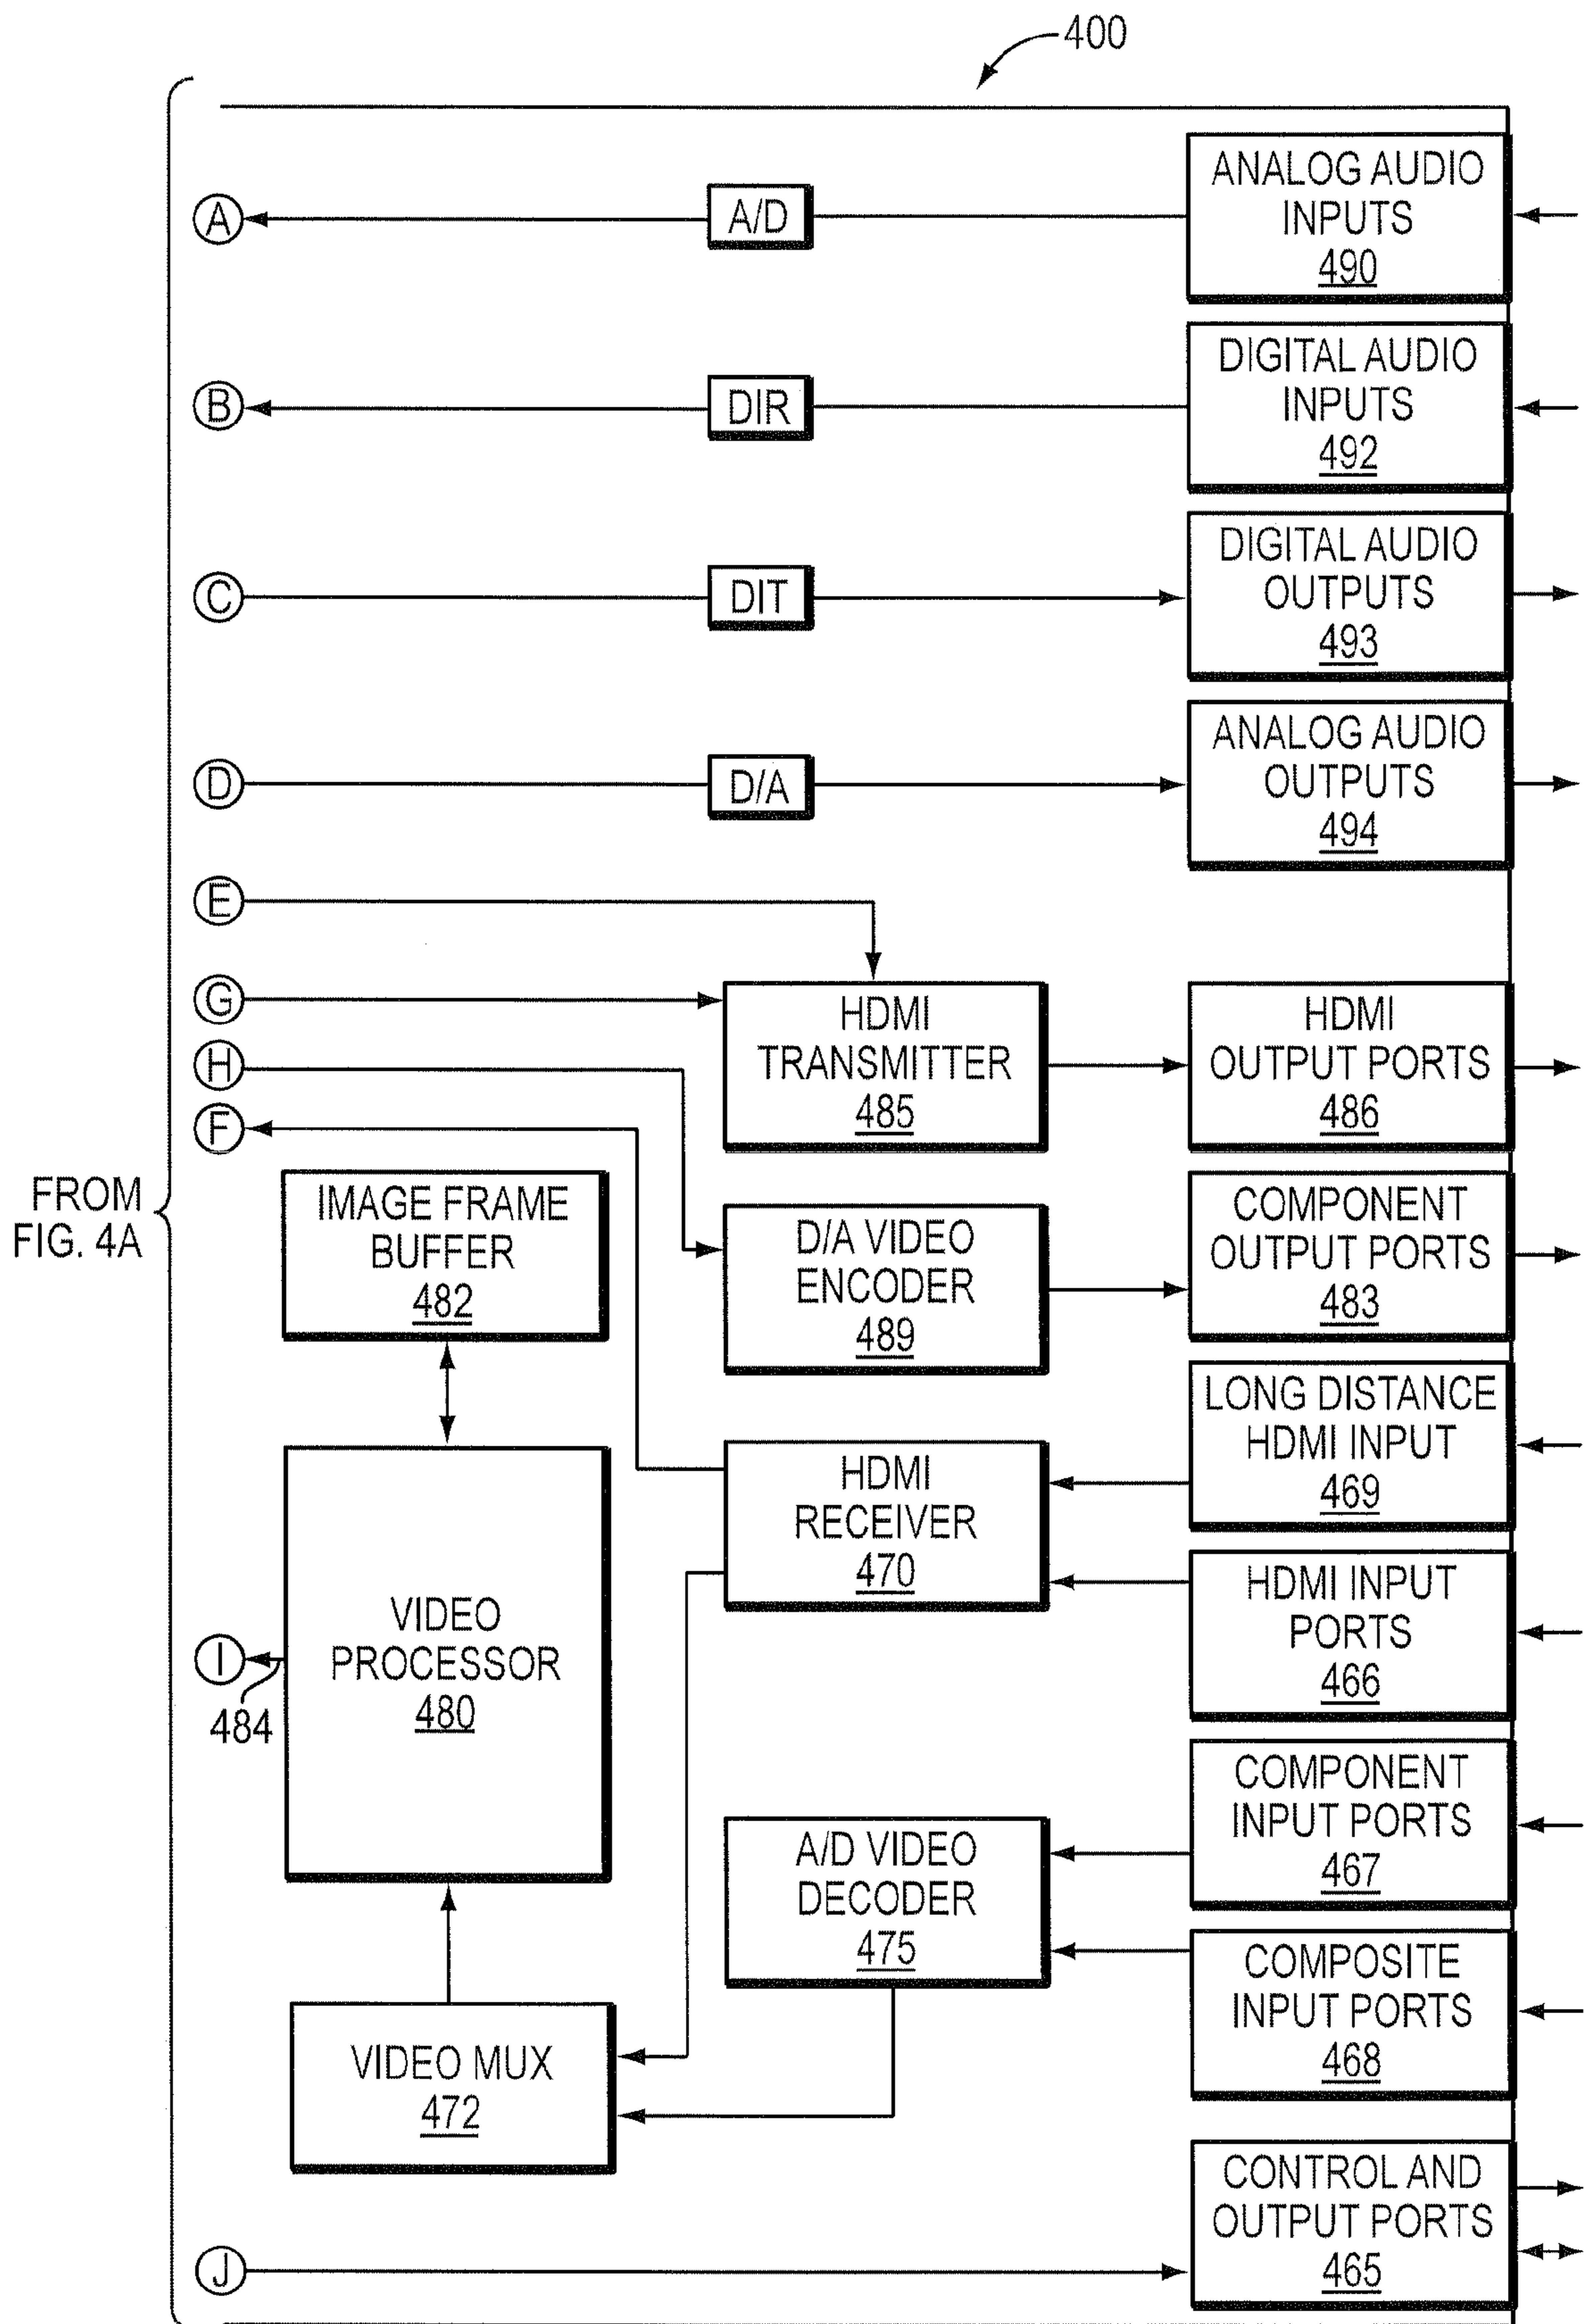 400
A
A/D
ANALOG AUDIO
INPUTS
490
B
DIR
DIGITAL AUDIO
INPUTS
492
C
DIT
DIGITAL AUDIO
OUTPUTS
493
D
D/A
ANALOG AUDIO
OUTPUTS
494
E
G
HDMI
TRANSMITTER
485
HDMI
OUTPUT PORTS
486
H
F
FROM
FIG. 4A
IMAGE FRAME
BUFFER
482
D/A VIDEO
ENCODER
489
COMPONENT
OUTPUT PORTS
483
LONG DISTANCE
HDMI INPUT
469
HDMI
RECEIVER
470
HDMI INPUT
PORTS
466
VIDEO
PROCESSOR
480
I
484
COMPONENT
INPUT PORTS
467
A/D VIDEO
DECODER
475
COMPOSITE
INPUT PORTS
468
VIDEO MUX
472
CONTROL AND
OUTPUT PORTS
465
J